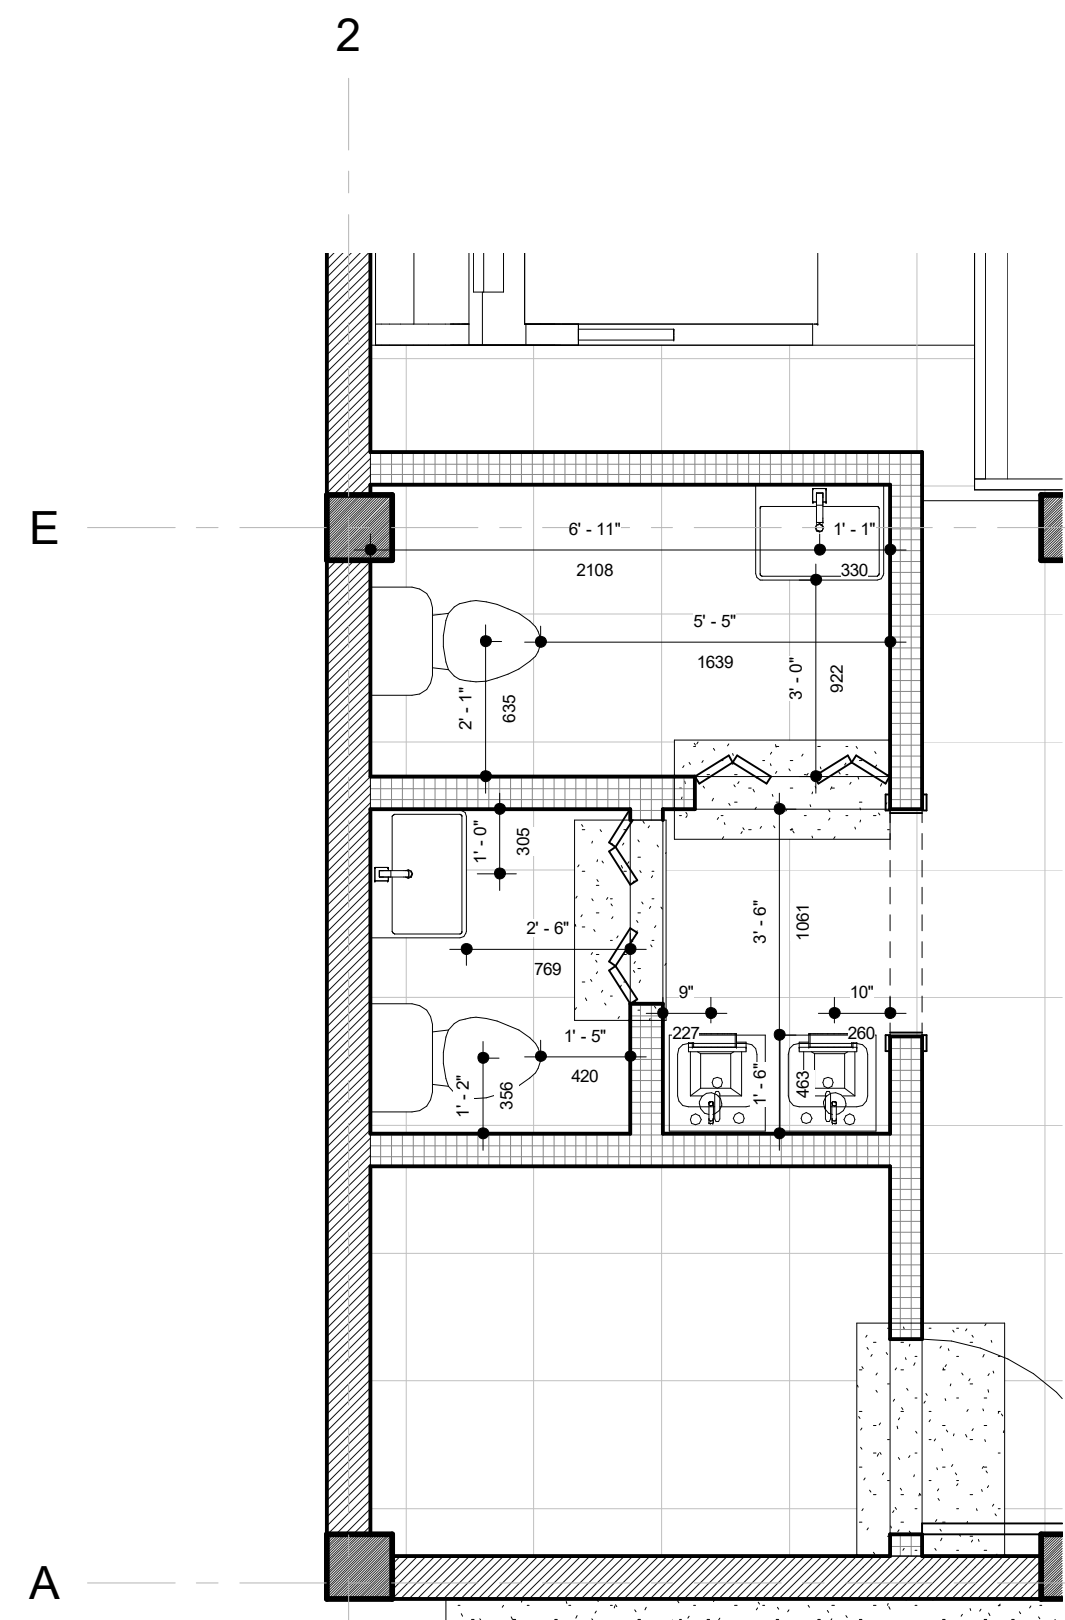 2
E
6' - 11"
1' - 1"
2108
330
5' - 5"
1639
3' - 0"
922
2' - 1"
635
1' - 0"
305
2' - 6"
769
3' - 6"
1061
9"
10"
227
260
1' - 5"
420
1' - 2"
356
1' - 6"
463
A